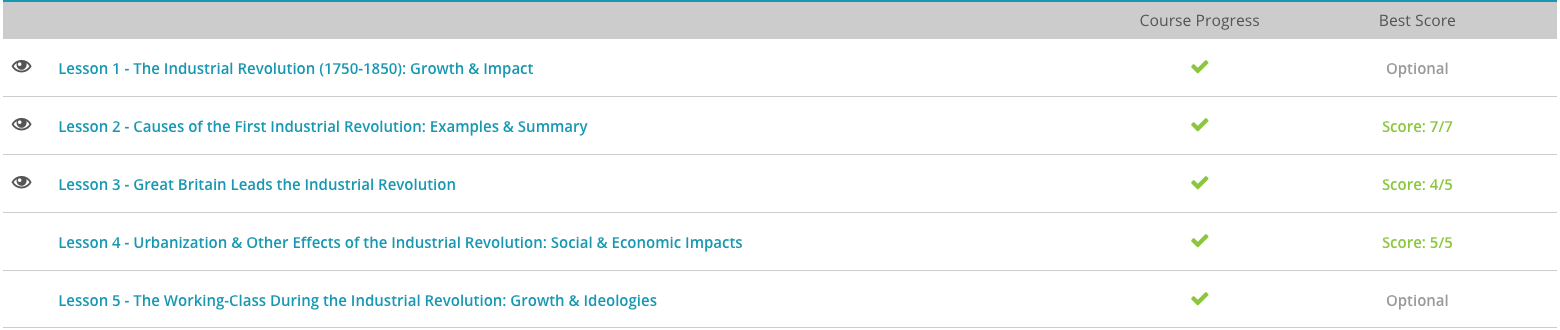 Course Progress Best Score
Lesson 1 - The Industrial Revolution (1750-1850): Growth & Impact Optional
Lesson 2 - Causes of the First Industrial Revolution: Examples & Summary Score: 7/7
Lesson 3 - Great Britain Leads the Industrial Revolution Score: 4/5
Lesson 4 - Urbanization & Other Effects of the Industrial Revolution: Social & Economic Impacts Score: 5/5
Lesson 5 - The Working-Class During the Industrial Revolution: Growth & Ideologies Optional